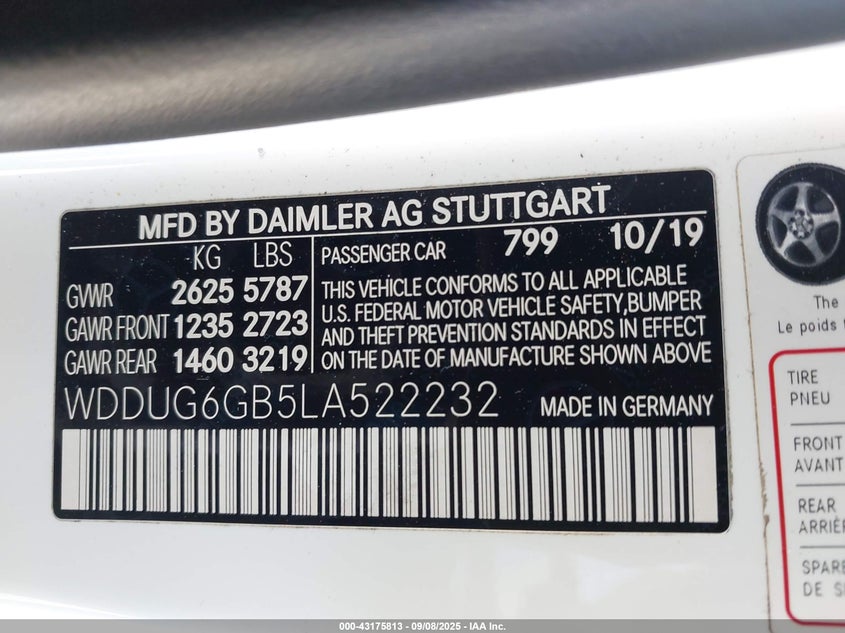 MFD BY DAIMLER AG STUTTGART
KG LBS
GVWR 2625 5787
GAWR FRONT 1235 2723
GAWR REAR 1460 3219
PASSENGER CAR 799 10/19
THIS VEHICLE CONFORMS TO ALL APPLICABLE
U.S. FEDERAL MOTOR VEHICLE SAFETY,BUMPER
AND THEFT PREVENTION STANDARDS IN EFFECT
ON THE DATE OF MANUFACTURE SHOWN ABOVE
WDDUG6GB5LA522232 MADE IN GERMANY
The
Le poids
TIRE
PNEU
FRONT
AVANT
REAR
ARRIÈR
SPARE
DE
000-43175813 - 09/08/2025 - IAA Inc.